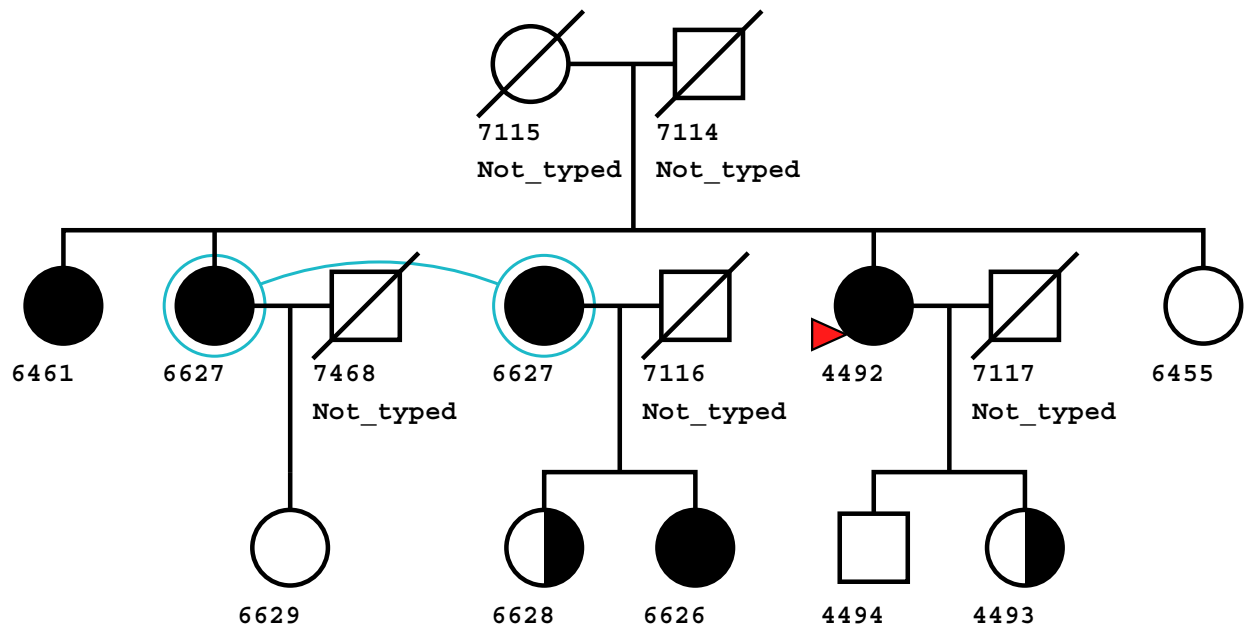 7115 7114
Not_typed Not_typed
6461 6627 7468 6627 7116 4492 7117 6455
Not_typed Not_typed Not_typed
6629 6628 6626 4494 4493